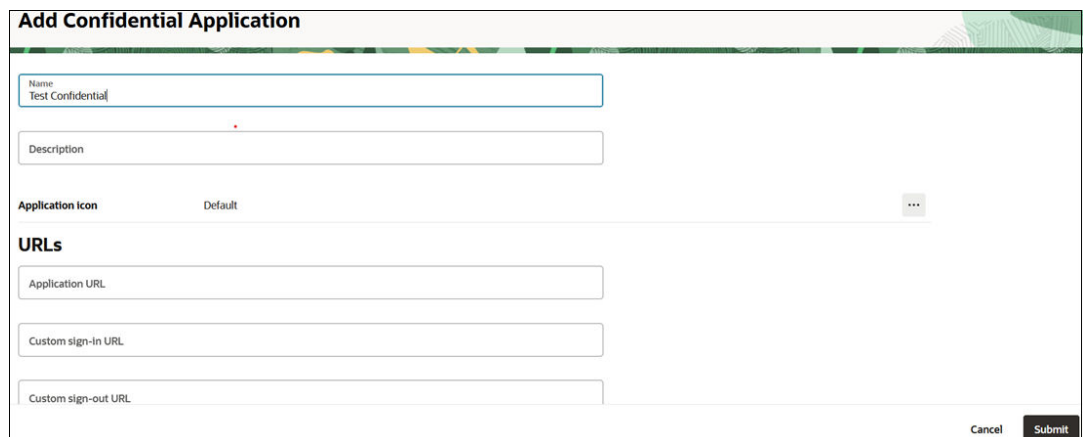 Add Confidential Application
Name
Test Confidential
Description
Application icon Default
URLs
Application URL
Custom sign-in URL
Custom sign-out URL
Cancel Submit